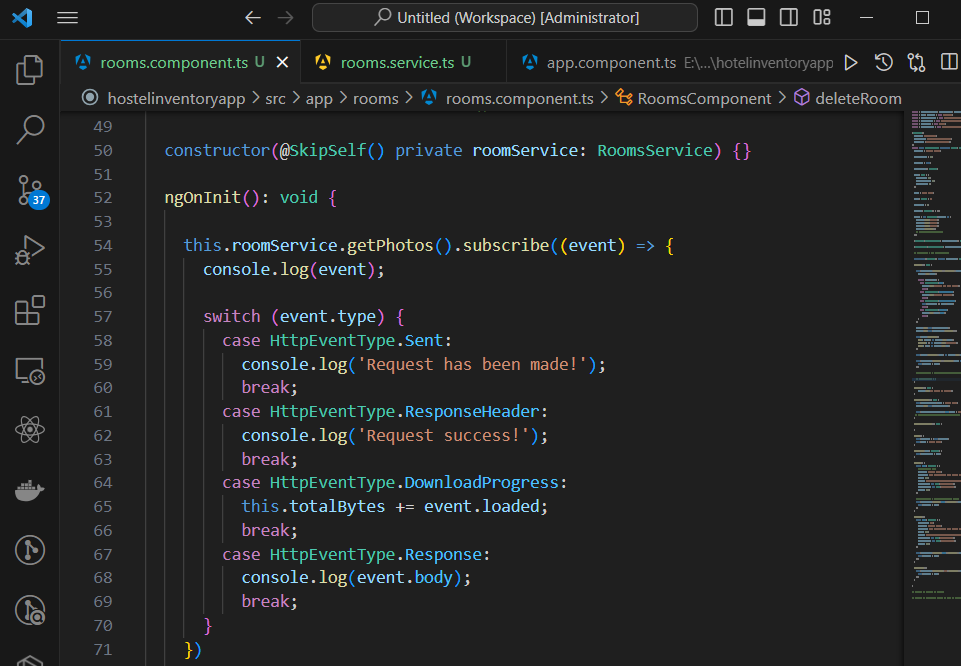 Untitled (Workspace) [Administrator]
rooms.component.ts U
rooms.service.ts U
app.component.ts E:\...\hotelinventoryapp
37
hostelinventoryapp > src > app > rooms > rooms.component.ts > RoomsComponent > deleteRoom
49
50 constructor(@SkipSelf() private roomService: RoomsService) {}
51
52 ngOnInit(): void {
53
54 this.roomService.getPhotos().subscribe((event) => {
55 console.log(event);
56
57 switch (event.type) {
58 case HttpEventType.Sent:
59 console.log('Request has been made!');
60 break;
61 case HttpEventType.ResponseHeader:
62 console.log('Request success!');
63 break;
64 case HttpEventType.DownloadProgress:
65 this.totalBytes += event.loaded;
66 break;
67 case HttpEventType.Response:
68 console.log(event.body);
69 break;
70 }
71 })